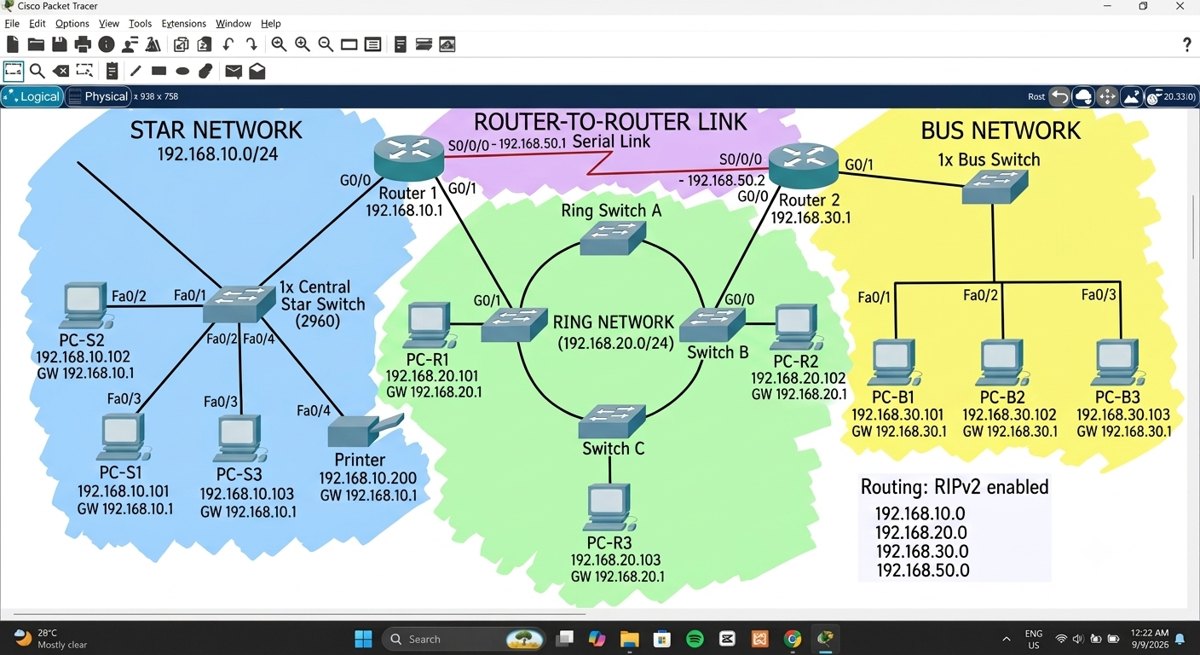 Cisco Packet Tracer
File Edit Options View Tools Extensions Window Help
?
Logical Physical x 938 x 758
Rost
20.33:0)
STAR NETWORK
192.168.10.0/24
ROUTER-TO-ROUTER LINK
S0/0/0 - 192.168.50.1 Serial Link
S0/0/0
- 192.168.50.2
BUS NETWORK
1x Bus Switch
G0/0
G0/1
Router 1
192.168.10.1
G0/1
G0/0
Router 2
192.168.30.1
Ring Switch A
1x Central
Star Switch
(2960)
Fa0/2
Fa0/1
Fa0/2
Fa0/4
PC-S2
192.168.10.102
GW 192.168.10.1
Fa0/3
PC-S1
192.168.10.101
GW 192.168.10.1
Fa0/3
PC-S3
192.168.10.103
GW 192.168.10.1
Fa0/4
Printer
192.168.10.200
GW 192.168.10.1
G0/1
G0/0
RING NETWORK
(192.168.20.0/24)
Switch B
PC-R1
192.168.20.101
GW 192.168.20.1
PC-R2
192.168.20.102
GW 192.168.20.1
Switch C
PC-R3
192.168.20.103
GW 192.168.20.1
Fa0/1
Fa0/2
Fa0/3
PC-B1
192.168.30.101
GW 192.168.30.1
PC-B2
192.168.30.102
GW 192.168.30.1
PC-B3
192.168.30.103
GW 192.168.30.1
Routing: RIPv2 enabled
192.168.10.0
192.168.20.0
192.168.30.0
192.168.50.0
28°C
Mostly clear
Search
ENG
US
12:22 AM
9/9/2026